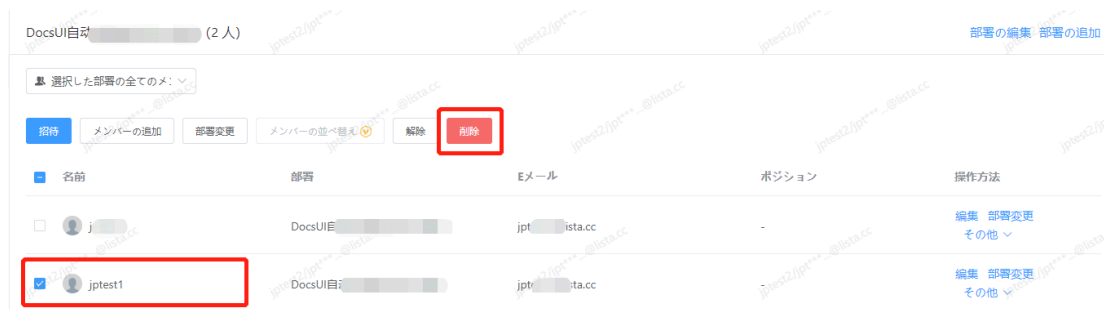 DocsUI自动 (2 人)
部署の編集 部署の追加
選択した部署の全てのメ:
招待 メンバーの追加 部署変更 メンバーの並べ替え 解除 削除
名前 部署 Eメール ポジション 操作方法
j DocsUI自 jpt ista.cc - 編集 部署変更
その他
jptest1 DocsUI自 jpt ta.cc - 編集 部署変更
その他